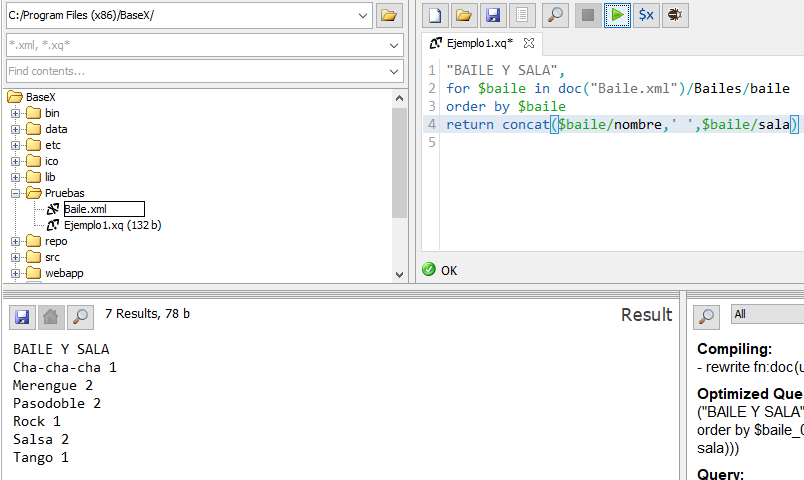 C:/Program Files (x86)/BaseX/
*.xml, *.xq*
Find contents...
BaseX
bin
data
etc
ico
lib
Pruebas
Baile.xml
Ejemplo1.xq (132 b)
repo
src
webapp
$x
Ejemplo1.xq*
1 "BAILE Y SALA",
2 for $baile in doc("Baile.xml")/Bailes/baile
3 order by $baile
4 return concat($baile/nombre,' ',$baile/sala)
5
OK
7 Results, 78 b
Result
BAILE Y SALA
Cha-cha-cha 1
Merengue 2
Pasodoble 2
Rock 1
Salsa 2
Tango 1
All
Compiling:
- rewrite fn:doc(u
Optimized Que
("BAILE Y SALA"
order by $baile_0
sala)))
Query: